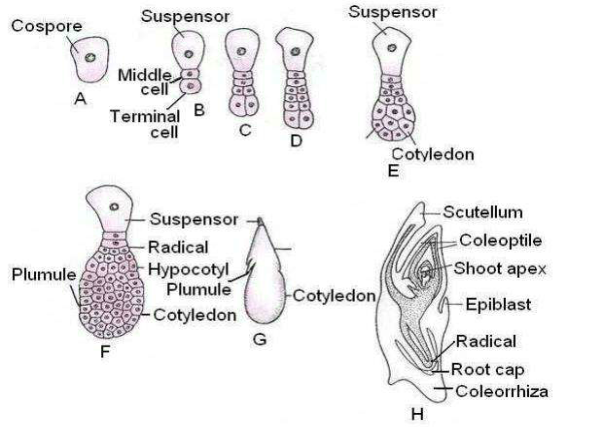 Suspensor
Cospore
Middle
cell
Terminal
cell
A
B
C
D
Suspensor
Cotyledon
E
Suspensor
Radical
Hypocotyl
Plumule
Cotyledon
F
Plumule
Cotyledon
G
Scutellum
Coleoptile
Shoot apex
Epiblast
Radical
Root cap
Coleorrhiza
H